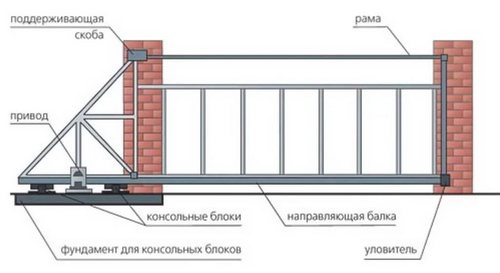 поддерживающая
скоба
рама
привод
консольные блоки
направляющая балка
фундамент для консольных блоков
уловитель